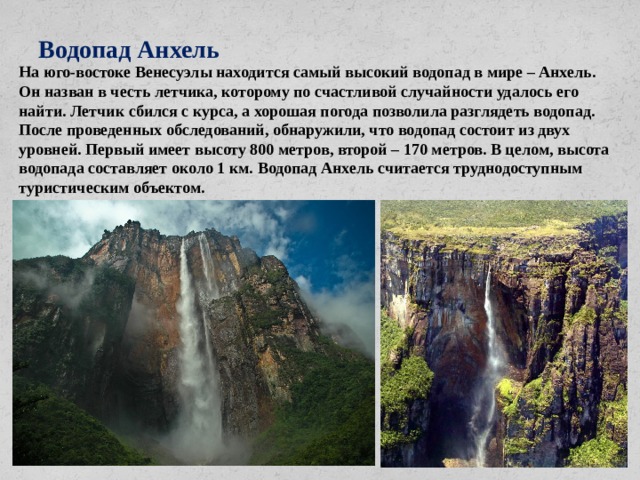 Водопад Анхель
На юго-востоке Венесуэлы находится самый высокий водопад в мире – Анхель.
Он назван в честь летчика, которому по счастливой случайности удалось его
найти. Летчик сбился с курса, а хорошая погода позволила разглядеть водопад.
После проведенных обследований, обнаружили, что водопад состоит из двух
уровней. Первый имеет высоту 800 метров, второй – 170 метров. В целом, высота
водопада составляет около 1 км. Водопад Анхель считается труднодоступным
туристическим объектом.